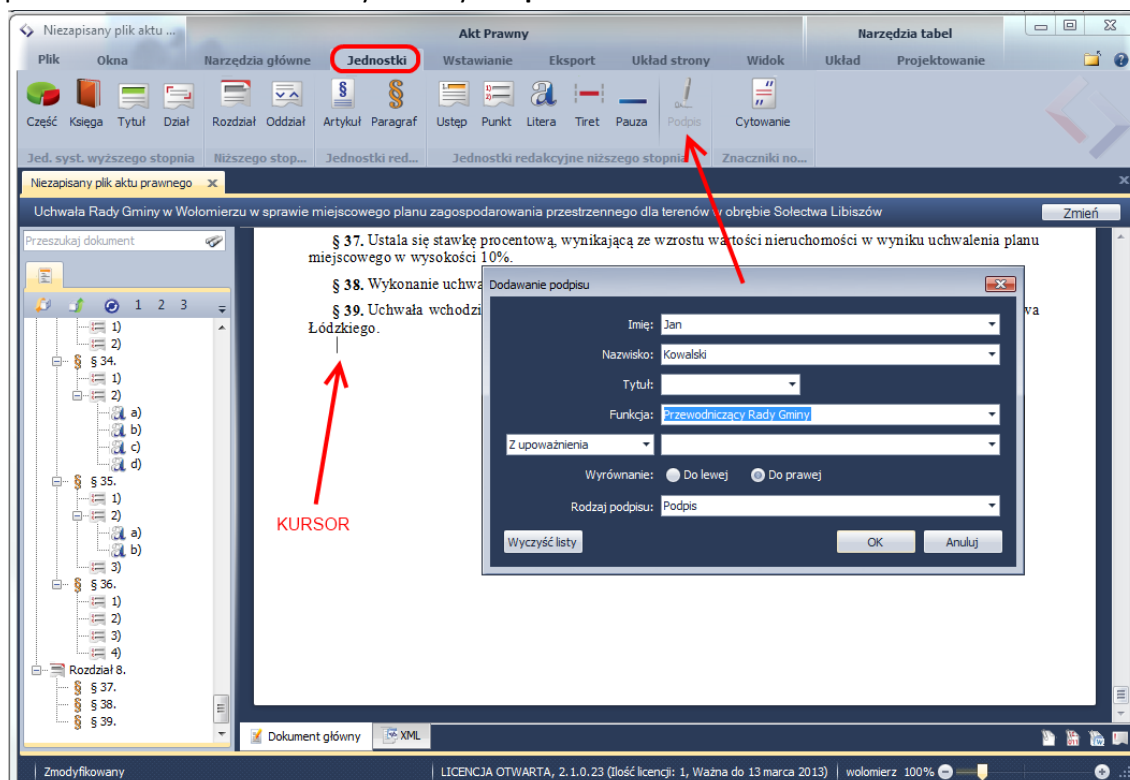 Niezapisany plik aktu ...
Akt Prawny
Narzędzia tabel
Plik Okna Narzędzia główne Jednostki Wstawianie Eksport Układ strony Widok Układ Projektowanie
Część Księga Tytuł Dział Rozdział Oddział Artykuł Paragraf Ustęp Punkt Litera Tiret Pauza Podpis Cytowanie
Jed. syst. wyższego stopnia Niższego stop... Jednostki red... Jednostki redakcyjne niższego stopnia Znaczniki no...
Niezapisany plik aktu prawnego
Uchwała Rady Gminy w Wołomierzu w sprawie miejscowego planu zagospodarowania przestrzennego dla terenów w obrębie Sołectwa Libiszów
Zmień
Przeszukaj dokument
1 2 3
1)
2)
§ 34.
1)
2)
a)
b)
c)
d)
§ 35.
1)
2)
a)
b)
3)
§ 36.
1)
2)
3)
4)
Rozdział 8.
§ 37.
§ 38.
§ 39.
§ 37. Ustala się stawkę procentową, wynikającą ze wzrostu wartości nieruchomości w wyniku uchwalenia planu
miejscowego w wysokości 10%.
§ 38. Wykonanie uchwa
§ 39. Uchwała wchodzi
wa
Łódzkiego.
KURSOR
Dodawanie podpisu
Imię: Jan
Nazwisko: Kowalski
Tytuł:
Funkcja: Przewodniczący Rady Gminy
Z upoważnienia
Wyrównanie: Do lewej Do prawej
Rodzaj podpisu: Podpis
Wyczyść listy OK Anuluj
Dokument główny XML
Zmodyfikowany
LICENCJA OTWARTA, 2.1.0.23 (Ilość licencji: 1, Ważna do 13 marca 2013) wolomierz 100%